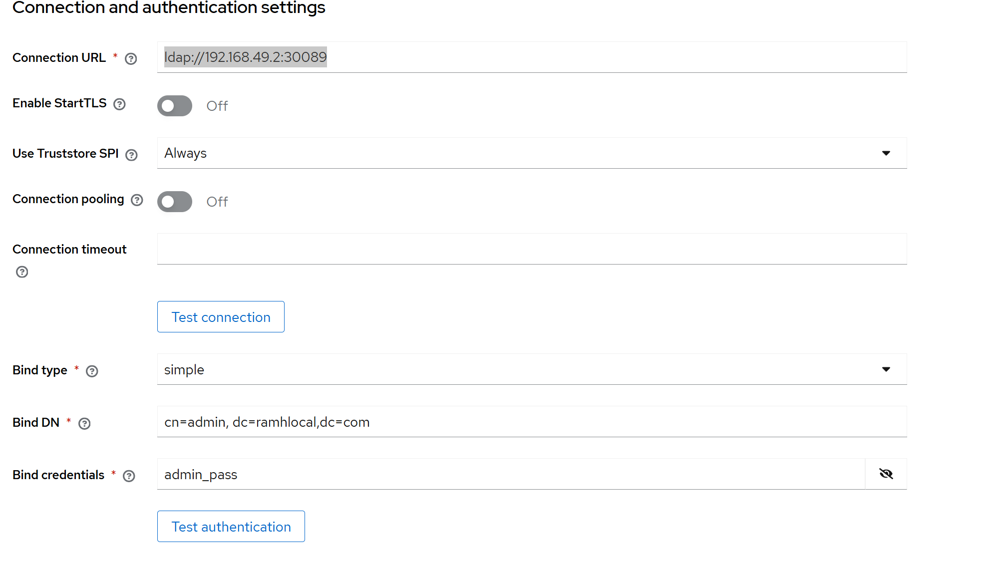 Connection and authentication settings
Connection URL *
ldap://192.168.49.2:30089
Enable StartTLS
Off
Use Truststore SPI
Always
Connection pooling
Off
Connection timeout
Test connection
Bind type *
simple
Bind DN *
cn=admin, dc=ramhlocal,dc=com
Bind credentials *
admin_pass
Test authentication